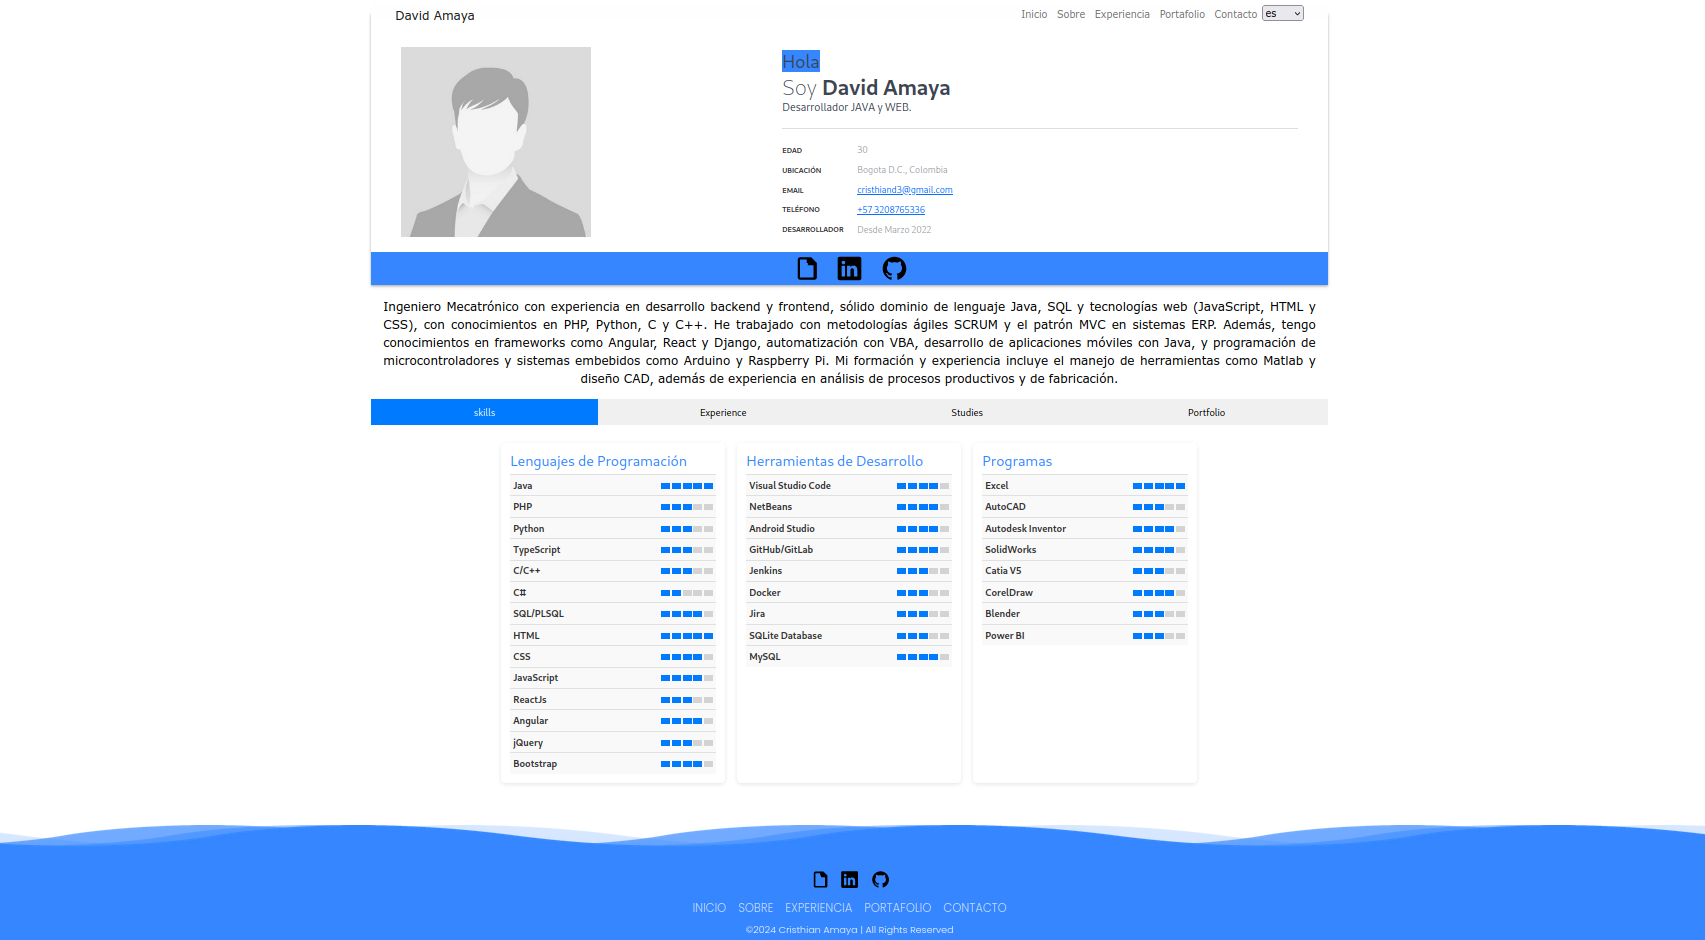 David Amaya
Inicio Sobre Experiencia Portafolio Contacto es
Hola
Soy David Amaya
Desarrollador JAVA y WEB.
EDAD 30
UBICACIÓN Bogota D.C., Colombia
EMAIL cristhiand3@gmail.com
TELÉFONO +57 3208765336
DESARROLLADOR Desde Marzo 2022
in
Ingeniero Mecatrónico con experiencia en desarrollo backend y frontend, sólido dominio de lenguaje Java, SQL y tecnologías web (JavaScript, HTML y
CSS), con conocimientos en PHP, Python, C y C++. He trabajado con metodologías ágiles SCRUM y el patrón MVC en sistemas ERP. Además, tengo
conocimientos en frameworks como Angular, React y Django, automatización con VBA, desarrollo de aplicaciones móviles con Java, y programación de
microcontroladores y sistemas embebidos como Arduino y Raspberry Pi. Mi formación y experiencia incluye el manejo de herramientas como Matlab y
diseño CAD, además de experiencia en análisis de procesos productivos y de fabricación.
skills Experience Studies Portfolio
Lenguajes de Programación
Java
PHP
Python
TypeScript
C/C++
C#
SQL/PLSQL
HTML
CSS
JavaScript
ReactJs
Angular
jQuery
Bootstrap
Herramientas de Desarrollo
Visual Studio Code
NetBeans
Android Studio
GitHub/GitLab
Jenkins
Docker
Jira
SQLite Database
MySQL
Programas
Excel
AutoCAD
Autodesk Inventor
SolidWorks
Catia V5
CorelDraw
Blender
Power BI
in
INICIO SOBRE EXPERIENCIA PORTAFOLIO CONTACTO
©2024 Cristhian Amaya | All Rights Reserved